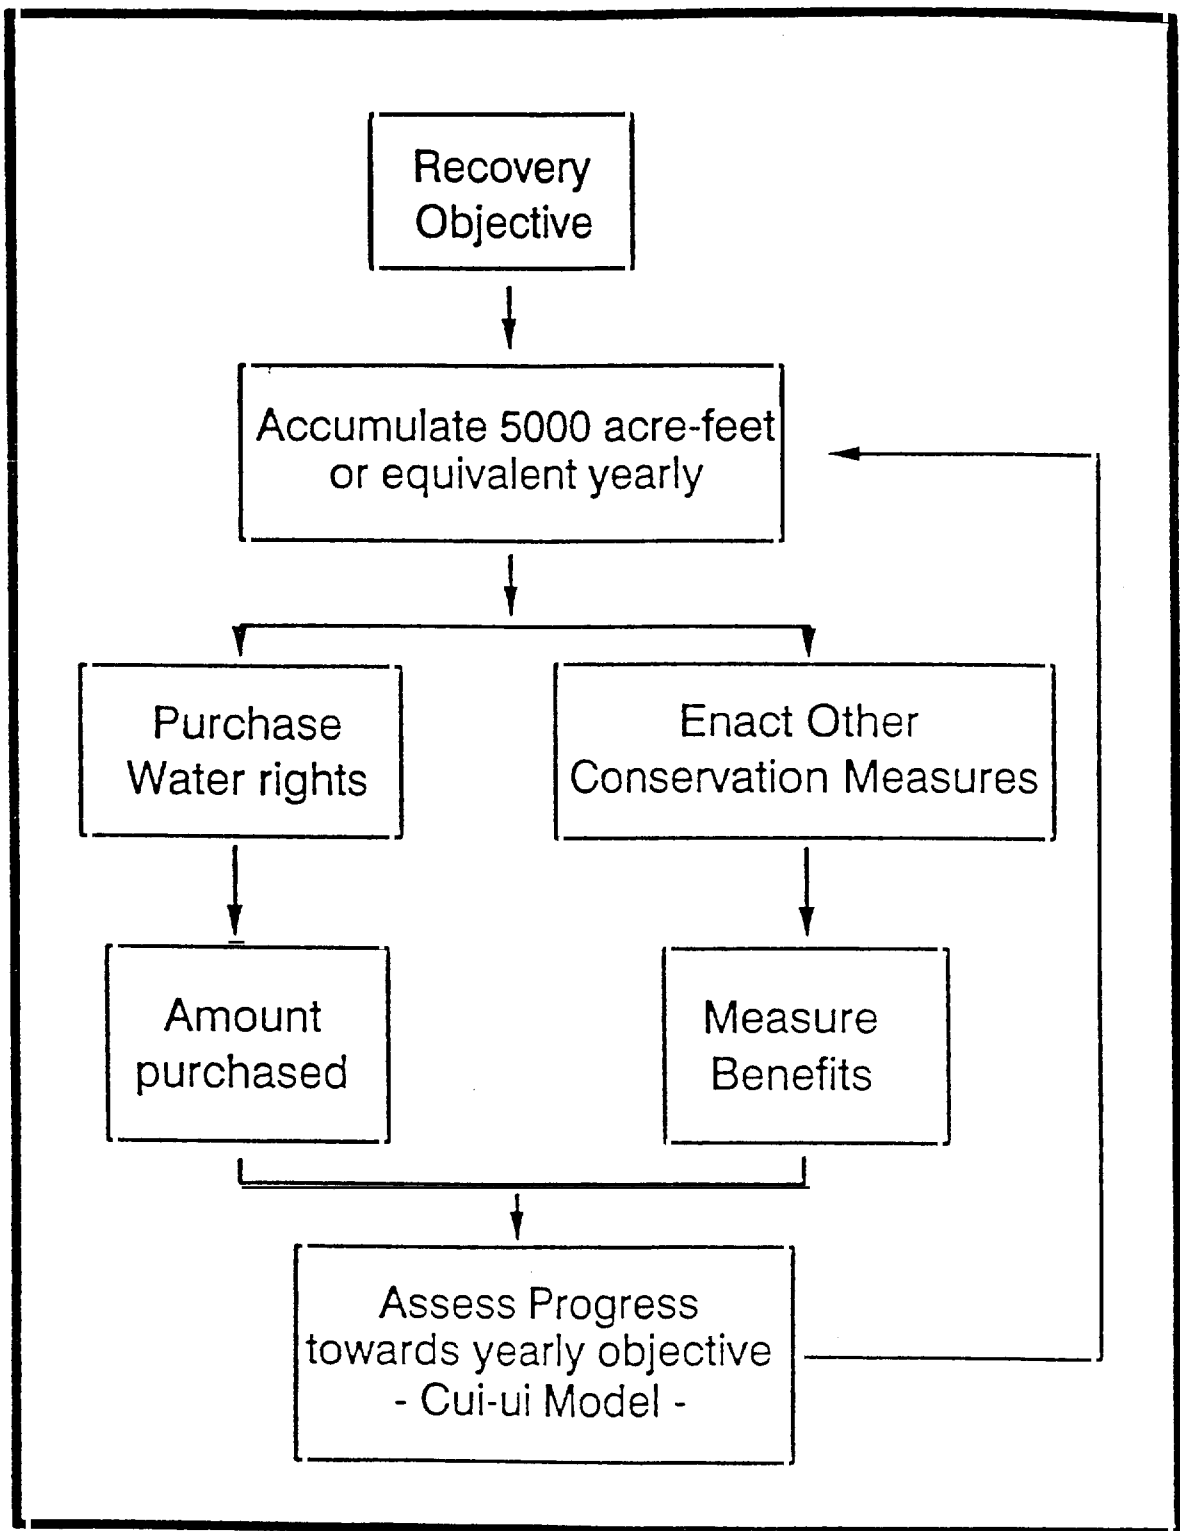 Recovery
Objective
Accumulate 5000 acre-feet
or equivalent yearly
Purchase
Water rights
Enact Other
Conservation Measures
Amount
purchased
Measure
Benefits
Assess Progress
towards yearly objective
- Cui-ui Model -